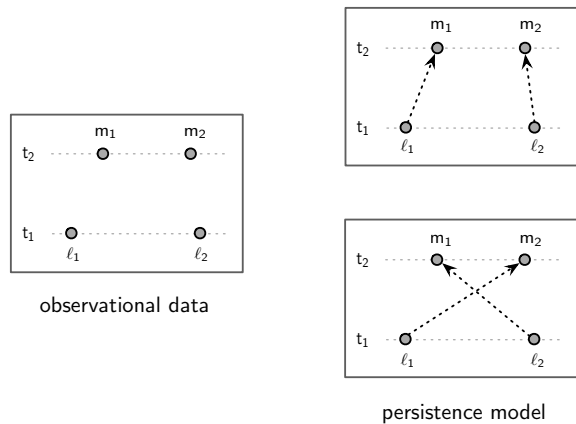 m₁ m₂
t₂
t₁
ℓ₁ ℓ₂
observational data
m₁ m₂
t₂
t₁
ℓ₁ ℓ₂
m₁ m₂
t₂
t₁
ℓ₁ ℓ₂
persistence model